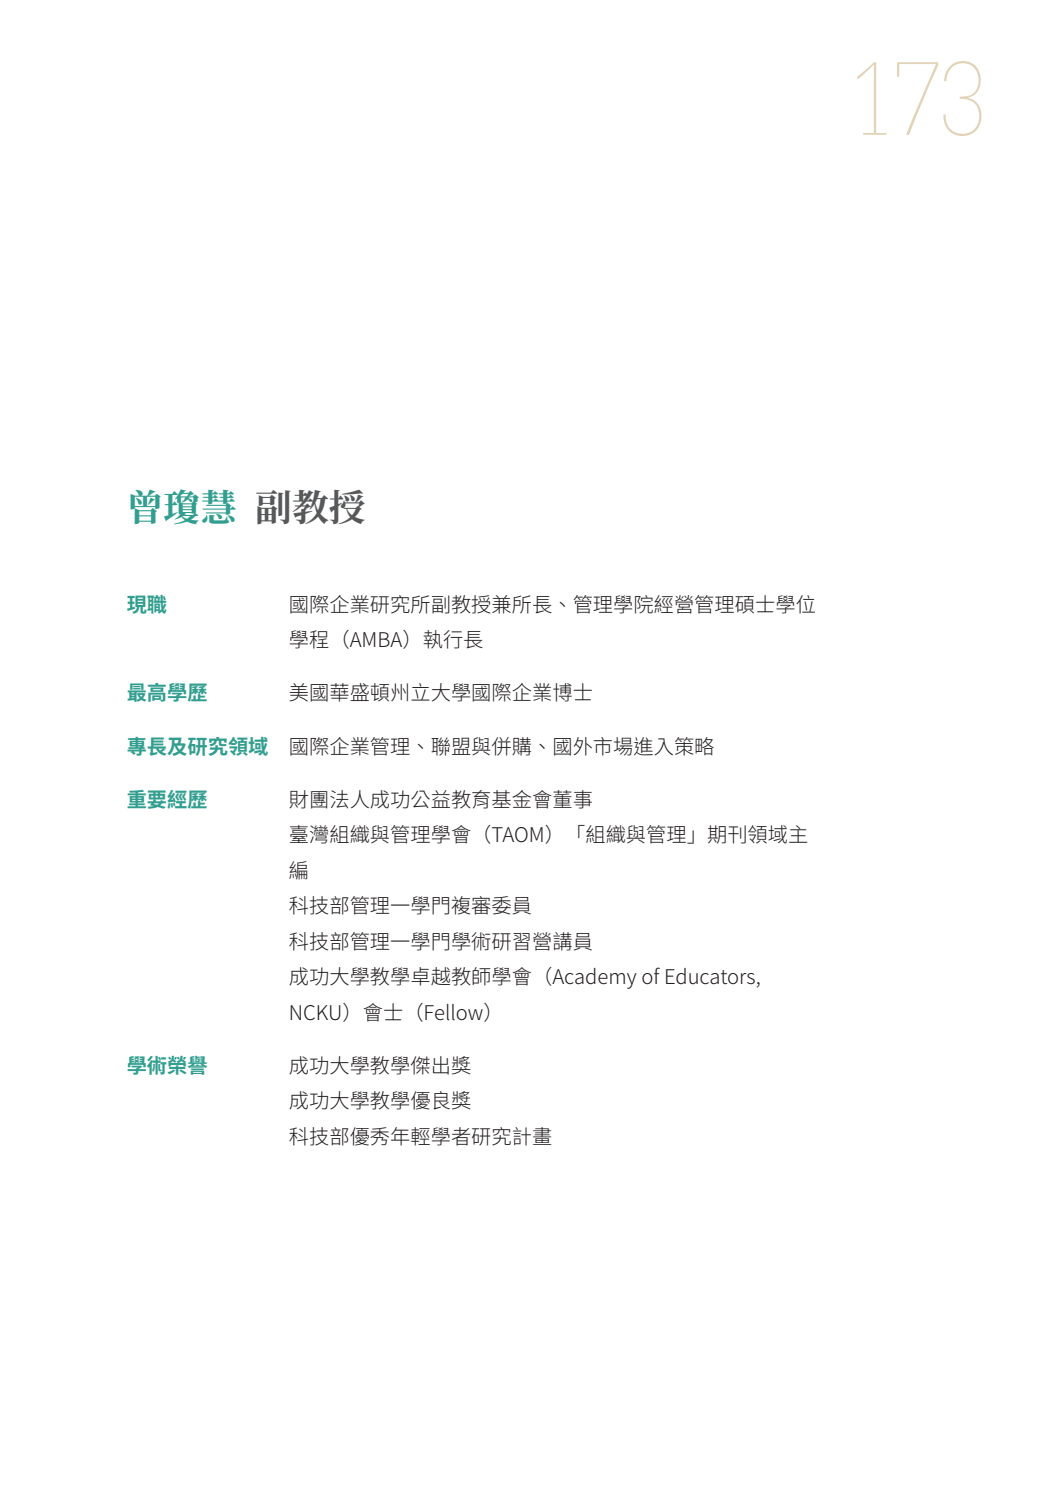 173
曾瓊慧 副教授
現職 國際企業研究所副教授兼所長、管理學院經營管理碩士學位
學程（AMBA）執行長
最高學歷 美國華盛頓州立大學國際企業博士
專長及研究領域 國際企業管理、聯盟與併購、國外市場進入策略
重要經歷 財團法人成功公益教育基金會董事
臺灣組織與管理學會（TAOM）「組織與管理」期刊領域主
編
科技部管理一學門複審委員
科技部管理一學門學術研習營講員
成功大學教學卓越教師學會（Academy of Educators,
NCKU）會士（Fellow）
學術榮譽 成功大學教學傑出獎
成功大學教學優良獎
科技部優秀年輕學者研究計畫